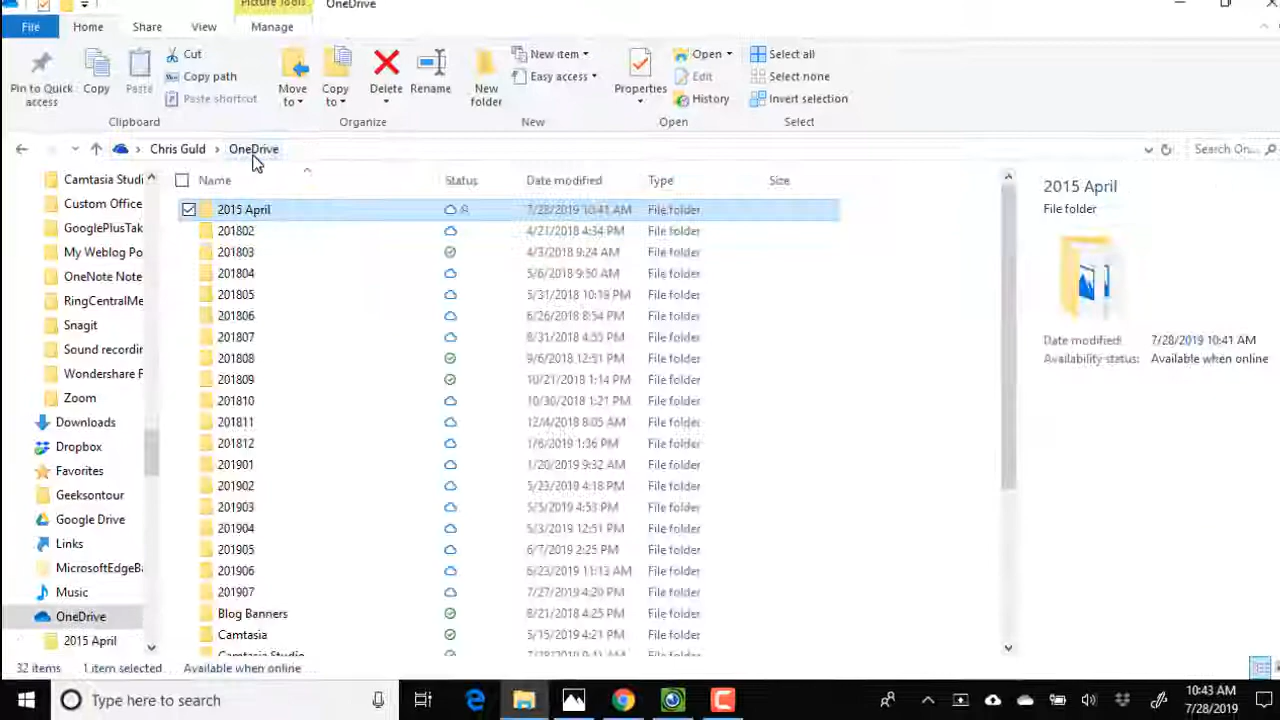 Picture Tools OneDrive
File Home Share View Manage
Pin to Quick access
Copy
Paste
Cut
Copy path
Paste shortcut
Clipboard
Move to
Copy to
Delete
Rename
Organize
New folder
New item
Easy access
New
Properties
Open
Edit
History
Open
Select all
Select none
Invert selection
Select
Chris Guld OneDrive Search On...
Camtasia Studi
Custom Office
GooglePlusTak
My Weblog Po
OneNote Note
RingCentralMe
Snagit
Sound recordir
Wondershare F
Zoom
Downloads
Dropbox
Favorites
Geeksontour
Google Drive
Links
MicrosoftEdgeBa
Music
OneDrive
2015 April
Name Status Date modified Type Size
2015 April 7/28/2019 10:41 AM File folder
201802 4/21/2018 4:34 PM File folder
201803 4/3/2018 9:24 AM File folder
201804 5/6/2018 9:50 AM File folder
201805 5/31/2018 10:19 PM File folder
201806 6/26/2018 8:54 PM File folder
201807 8/31/2018 4:55 PM File folder
201808 9/6/2018 12:51 PM File folder
201809 10/21/2018 1:14 PM File folder
201810 10/30/2018 1:21 PM File folder
201811 12/4/2018 8:05 AM File folder
201812 1/6/2019 1:36 PM File folder
201901 1/20/2019 9:32 AM File folder
201902 5/23/2019 4:18 PM File folder
201903 5/5/2019 4:53 PM File folder
201904 5/3/2019 12:51 PM File folder
201905 6/7/2019 2:25 PM File folder
201906 6/23/2019 11:13 AM File folder
201907 7/27/2019 4:20 PM File folder
Blog Banners 8/21/2018 4:25 PM File folder
Camtasia 5/15/2019 4:21 PM File folder
Camtasia Studio 7/28/2019 9:41 AM File folder
2015 April
File folder
Date modified: 7/28/2019 10:41 AM
Availability status: Available when online
32 items 1 item selected Available when online
Type here to search
10:43 AM
7/28/2019